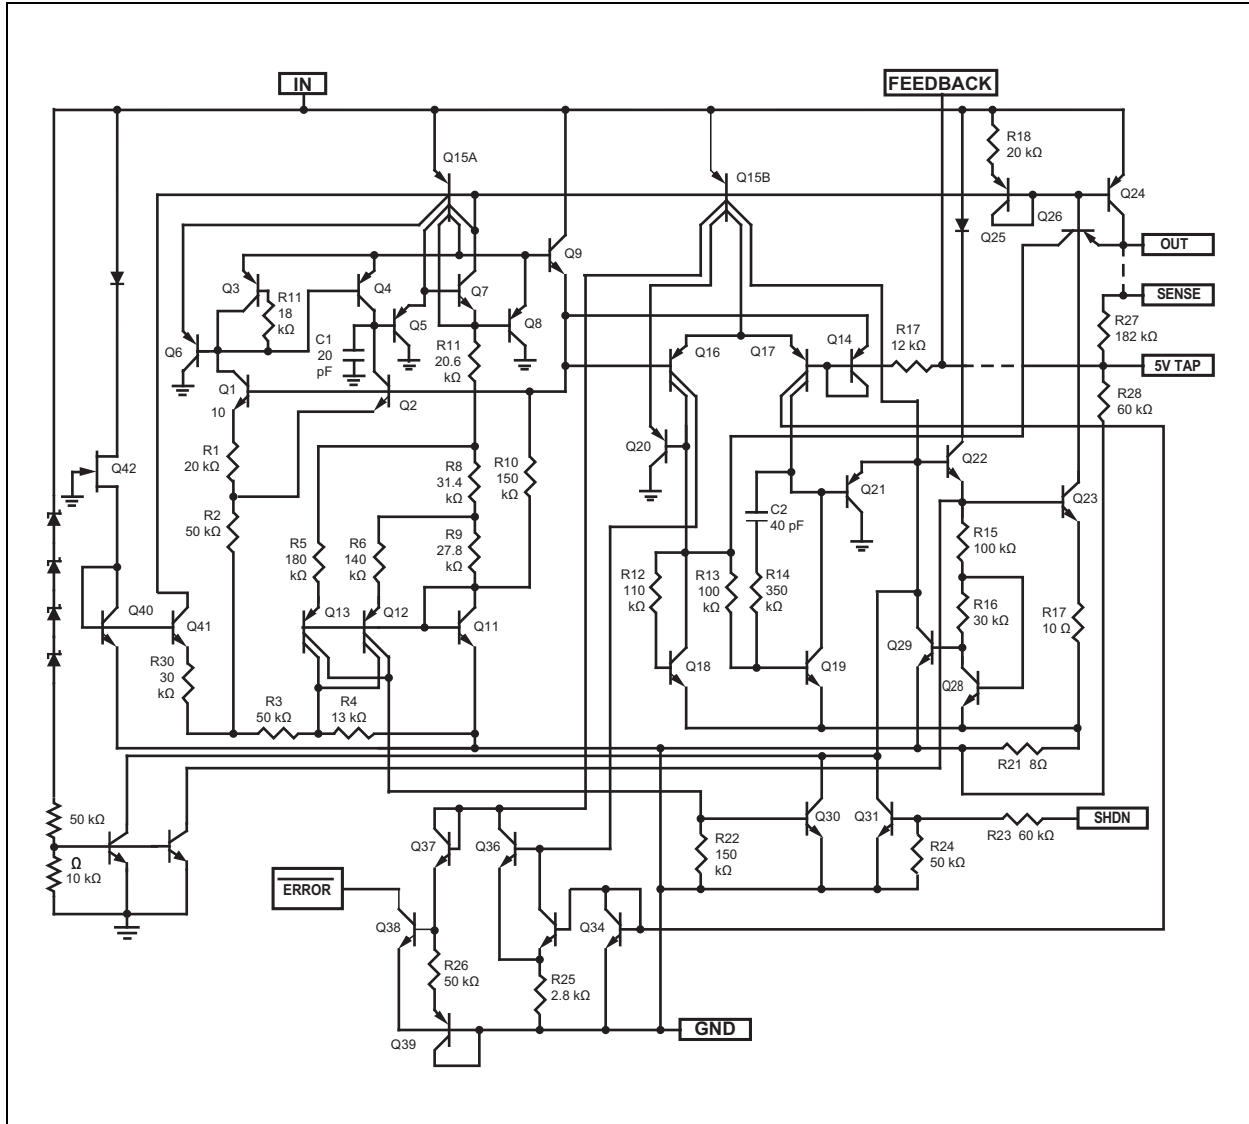 IN
FEEDBACK
R18
20 kΩ
Q15A
Q15B
Q24
Q26
Q25
OUT
Q9
Q3
R11
18
kΩ
Q4
Q7
SENSE
C1
20
pF
Q5
Q8
Q6
R11
20.6
kΩ
Q16
Q17
Q14
R17
12 kΩ
R27
182 kΩ
5V TAP
Q1
10
Q2
R28
60 kΩ
R1
20 kΩ
Q42
R8
31.4
kΩ
R10
150
kΩ
Q20
Q22
Q21
Q23
R2
50 kΩ
C2
40 pF
R5
180
kΩ
R6
140
kΩ
R9
27.8
kΩ
R15
100 kΩ
R12
110
kΩ
R13
100
kΩ
R14
350
kΩ
Q40
Q41
Q13
Q12
Q11
R16
30 kΩ
R17
10 Ω
Q29
Q28
Q18
Q19
R30
30
kΩ
R3
50 kΩ
R4
13 kΩ
R21 8Ω
50 kΩ
Ω
10 kΩ
Q37
Q36
R22
150
kΩ
Q30
Q31
R24
50 kΩ
R23 60 kΩ
SHDN
ERROR
Q38
Q34
R26
50 kΩ
R25
2.8 kΩ
Q39
GND